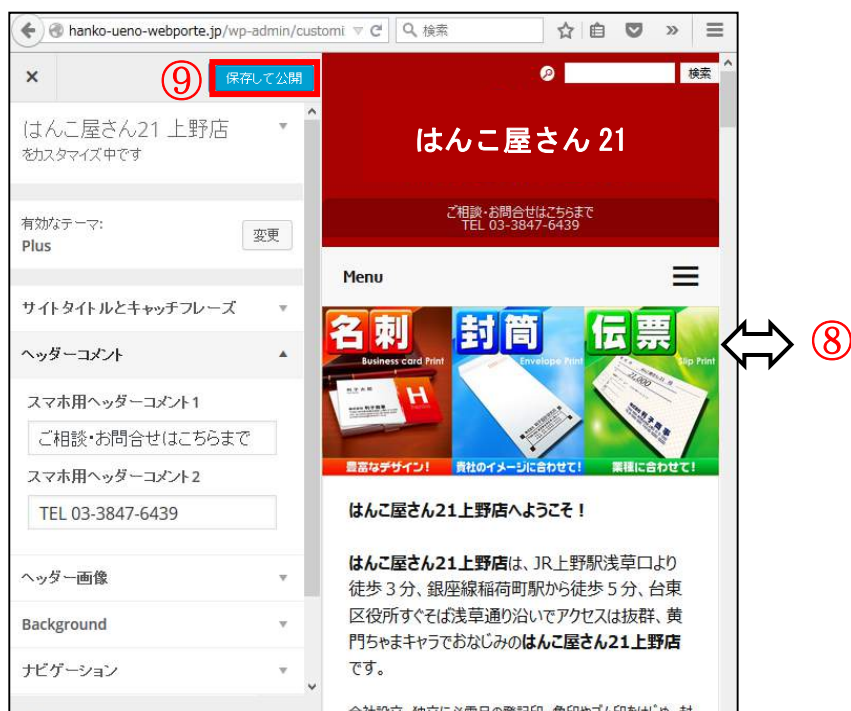 hanko-ueno-webporte.jp/wp-admin/customi
検索
×
⑨
保存して公開
はんこ屋さん21 上野店
をカスタマイズ中です
有効なテーマ:
Plus
変更
サイトタイトルとキャッチフレーズ
ヘッダーコメント
スマホ用ヘッダーコメント1
ご相談・お問合せはこちらまで
スマホ用ヘッダーコメント2
TEL 03-3847-6439
ヘッダー画像
Background
ナビゲーション
検索
はんこ屋さん 21
ご相談・お問合せはこちらまで
TEL 03-3847-6439
Menu
名刺
Business card Print
豊富なデザイン!
封筒
Envelope Print
貴社のイメージに合わせて!
伝票
Slip Print
21,000
業種に合わせて!
⑧
はんこ屋さん21上野店へようこそ！
はんこ屋さん21上野店は、JR上野駅浅草口より
徒歩３分、銀座線稲荷町駅から徒歩５分、台東
区役所すぐそば浅草通り沿いでアクセスは抜群、黄
門ちゃまキャラでおなじみのはんこ屋さん21上野店
です。